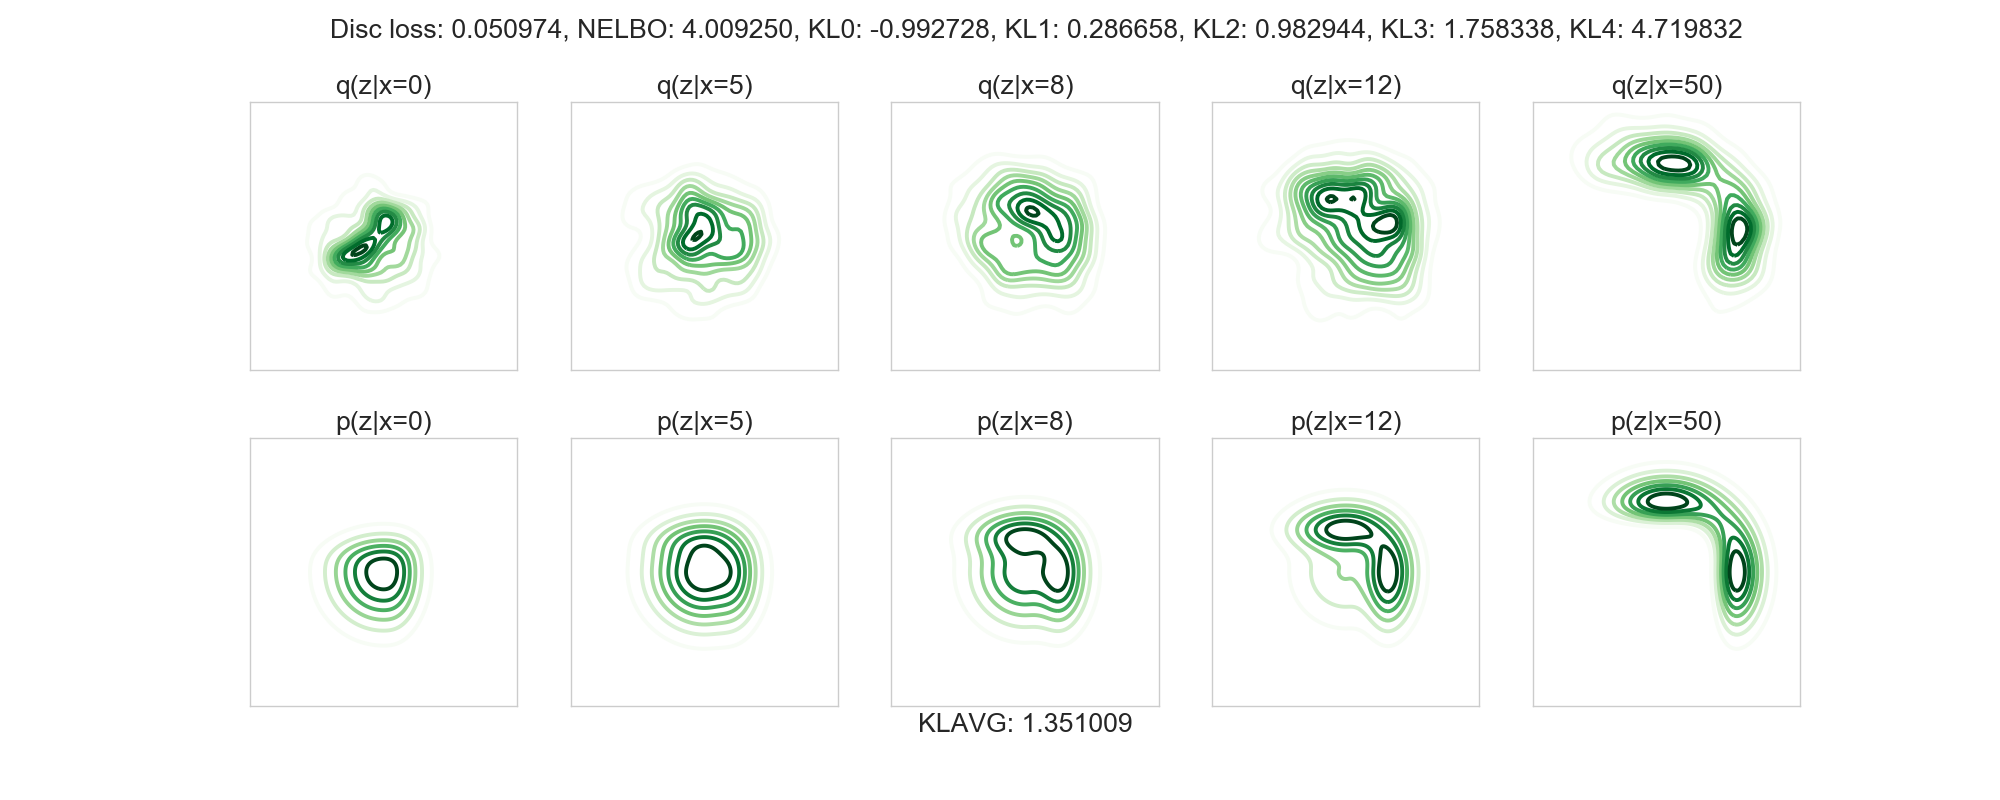 Disc loss: 0.050974, NELBO: 4.009250, KL0: -0.992728, KL1: 0.286658, KL2: 0.982944, KL3: 1.758338, KL4: 4.719832
q(z|x=0) q(z|x=5) q(z|x=8) q(z|x=12) q(z|x=50)
p(z|x=0) p(z|x=5) p(z|x=8) p(z|x=12) p(z|x=50)
KLAVG: 1.351009